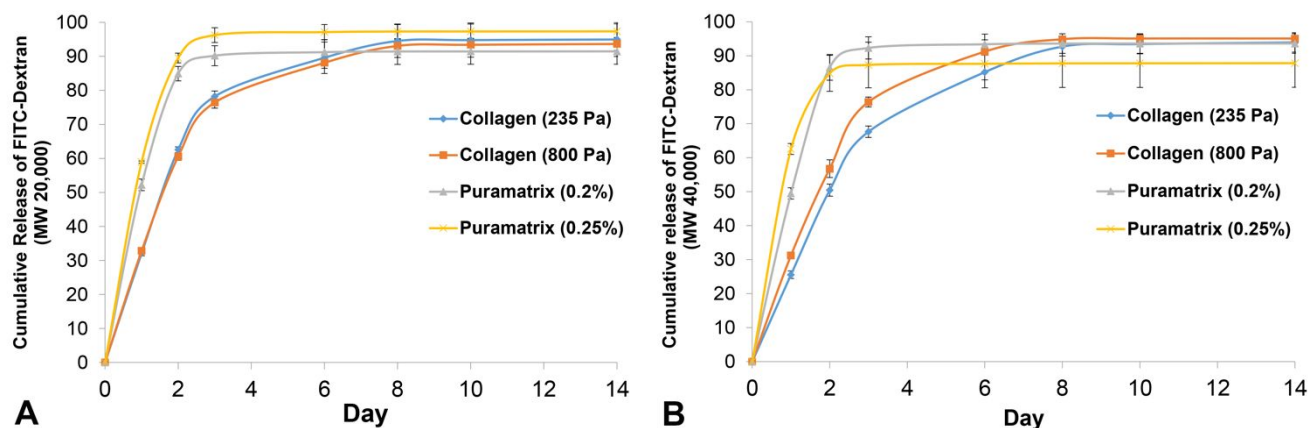 Cumulative Release of FITC-Dextran
(MW 20,000)
100
90
80
70
60
50
40
30
20
10
0
Collagen (235 Pa)
Collagen (800 Pa)
Puramatrix (0.2%)
Puramatrix (0.25%)
0 2 4 6 8 10 12 14
Day
A
Cumulative release of FITC-Dextran
(MW 40,000)
100
90
80
70
60
50
40
30
20
10
0
Collagen (235 Pa)
Collagen (800 Pa)
Puramatrix (0.2%)
Puramatrix (0.25%)
0 2 4 6 8 10 12 14
Day
B